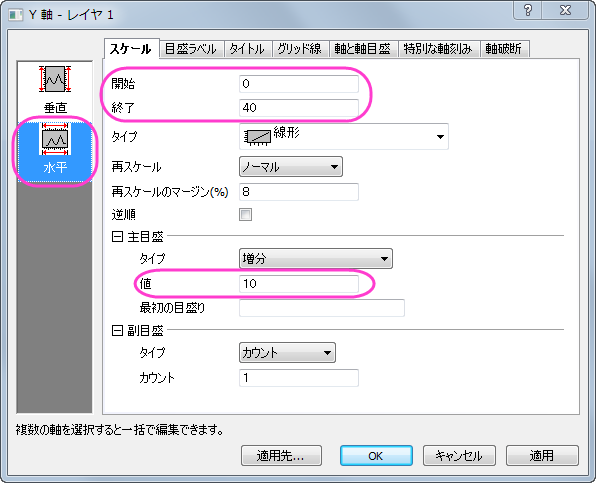 Y 軸 - レイヤ 1
スケール 目盛ラベル タイトル グリッド線 軸と軸目盛 特別な軸刻み 軸破断
垂直
水平
開始 0
終了 40
タイプ 線形
再スケール ノーマル
再スケールのマージン(%) 8
逆順
主目盛
タイプ 増分
値 10
最初の目盛り
副目盛
タイプ カウント
カウント 1
複数の軸を選択すると一括で編集できます。
適用先... OK キャンセル 適用